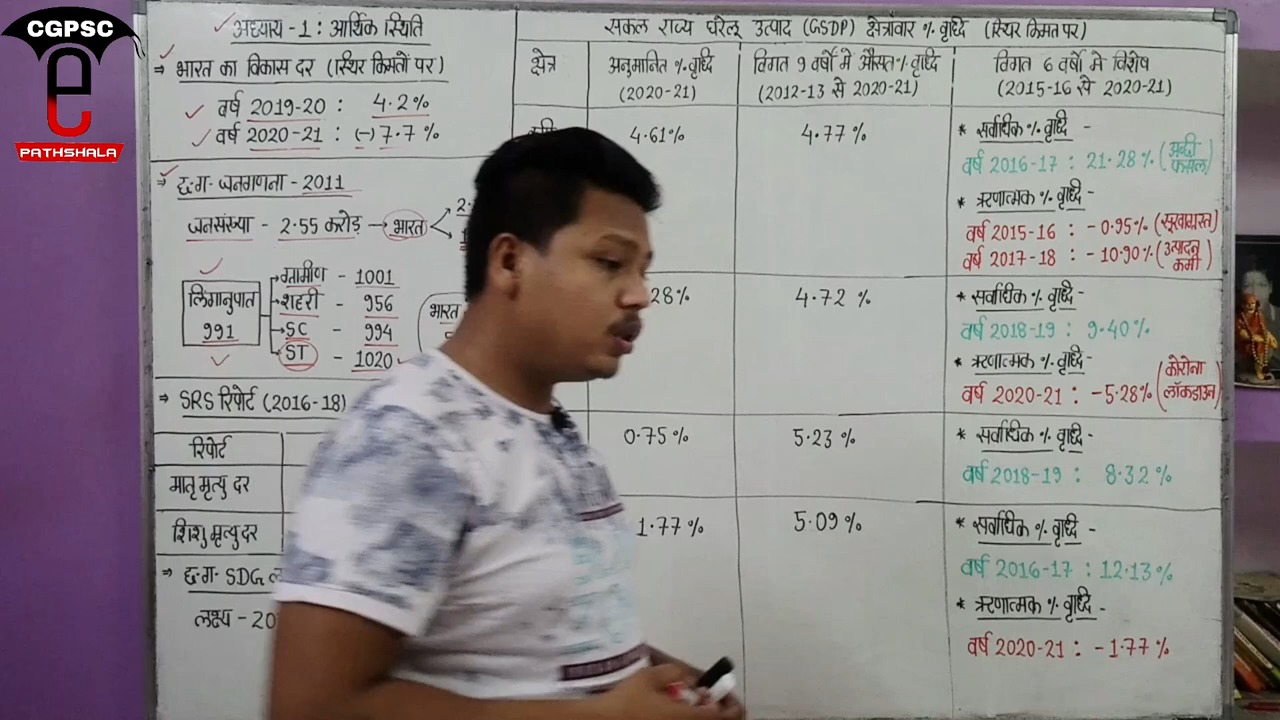 CGPSC
e
PATHSHALA
अध्याय - 1 : आर्थिक स्थिति
⇒ भारत का विकास दर (स्थिर किमतों पर)
वर्ष 2019-20 : 4.2%
वर्ष 2020-21 : (-) 7.7 %
⇒ छ.ग. जनगणना - 2011
जनसंख्या - 2.55 करोड़ → भारत
2.
लिंगानुपात
991
ग्रामीण - 1001
शहरी - 956
SC - 994
ST - 1020
भारत
⇒ SRS रिपोर्ट (2016-18)
रिपोर्ट
मातृ मृत्यु दर
शिशु मृत्यु दर
⇒ छ.ग. SDG
लक्ष्य - 20
सकल राज्य घरेलू उत्पाद (GSDP) क्षेत्रांवार % वृद्धि (स्थिर किमत पर)
क्षेत्र
अनुमानित % वृद्धि
(2020-21)
विगत 9 वर्षों मे औसत % वृद्धि
(2012-13 से 2020-21)
विगत 6 वर्षो मे विशेष
(2015-16 से 2020-21)
4.61%
4.77 %
* सर्वाधिक % वृद्धि -
वर्ष 2016-17 : 21.28% (अच्छी फसल)
* ऋणात्मक % वृद्धि -
वर्ष 2015-16 : - 0.95% (सूखाग्रस्त)
वर्ष 2017-18 : - 10.90% (उत्पादन कमी)
28%
4.72 %
* सर्वाधिक % वृद्धि -
वर्ष 2018-19 : 9.40%
* ऋणात्मक % वृद्धि -
वर्ष 2020-21 : -5.28% (कोरोना लॉकडाउन)
0.75 %
5.23 %
* सर्वाधिक % वृद्धि -
वर्ष 2018-19 : 8.32 %
1.77 %
5.09 %
* सर्वाधिक % वृद्धि -
वर्ष 2016-17 : 12.13%
* ऋणात्मक % वृद्धि -
वर्ष 2020-21 : - 1.77 %